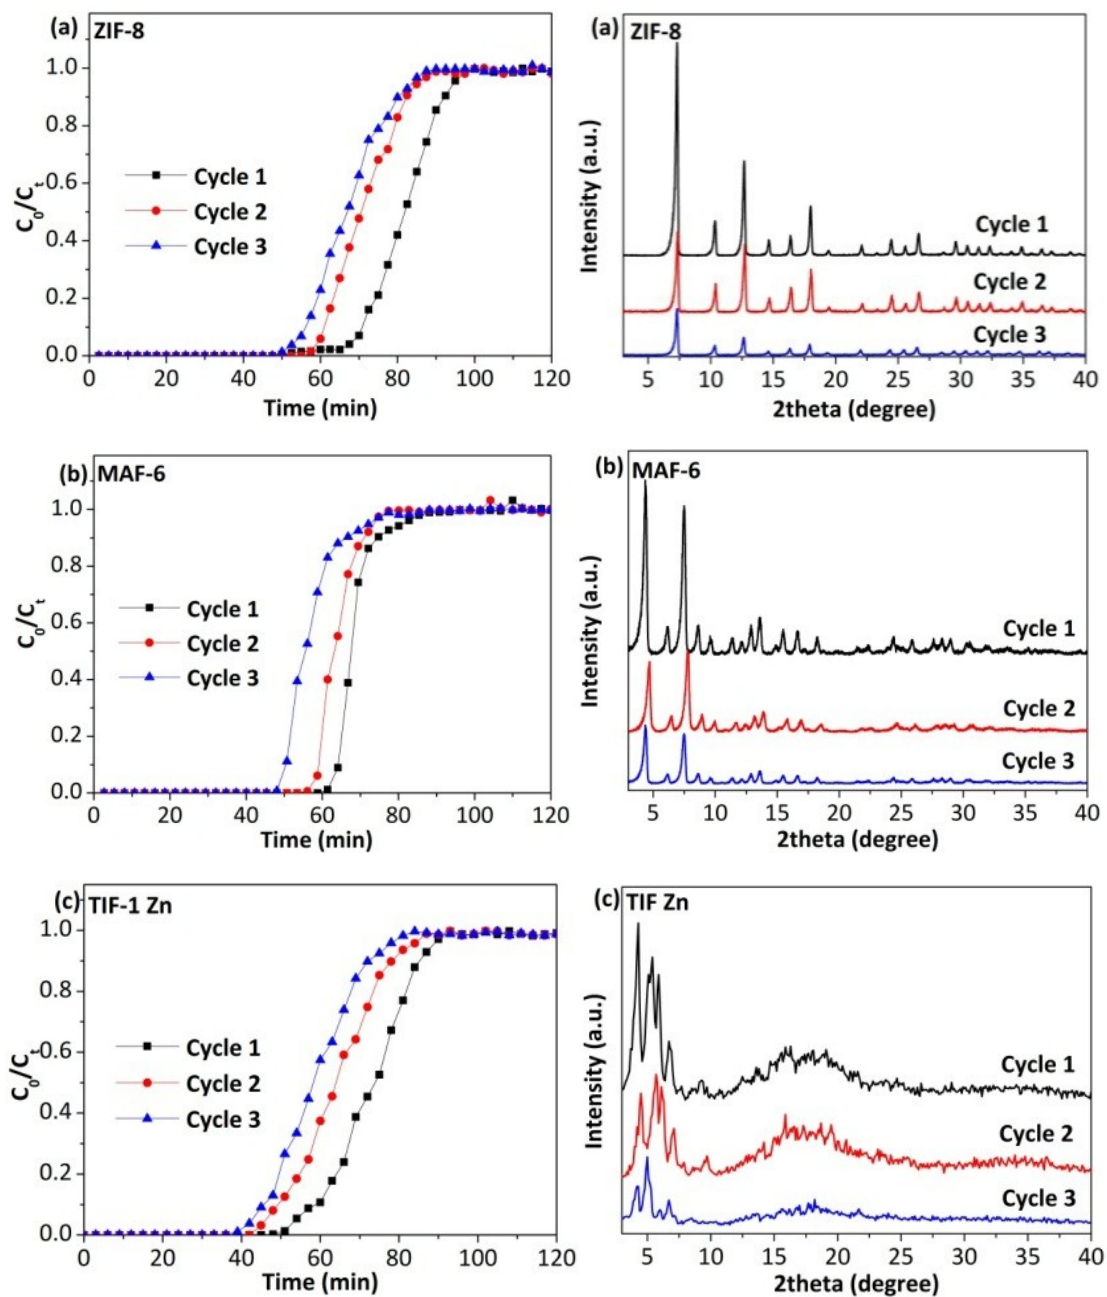 (a) ZIF-8
1.0
0.8
0.6
0.4
0.2
0.0
C₀/Cₜ
Cycle 1
Cycle 2
Cycle 3
0 20 40 60 80 100 120
Time (min)
(a) ZIF-8
Intensity (a.u.)
Cycle 1
Cycle 2
Cycle 3
5 10 15 20 25 30 35 40
2theta (degree)
(b) MAF-6
1.0
0.8
0.6
0.4
0.2
0.0
C₀/Cₜ
Cycle 1
Cycle 2
Cycle 3
0 20 40 60 80 100 120
Time (min)
(b) MAF-6
Intensity (a.u.)
Cycle 1
Cycle 2
Cycle 3
5 10 15 20 25 30 35 40
2theta (degree)
(c) TIF-1 Zn
1.0
0.8
0.6
0.4
0.2
0.0
C₀/Cₜ
Cycle 1
Cycle 2
Cycle 3
0 20 40 60 80 100 120
Time (min)
(c) TIF Zn
Intensity (a.u.)
Cycle 1
Cycle 2
Cycle 3
5 10 15 20 25 30 35 40
2theta (degree)